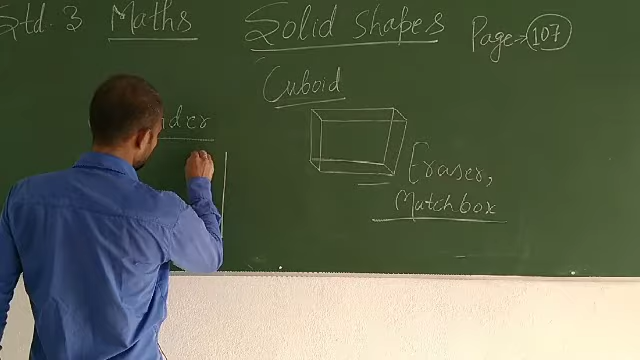 Std. 3 Maths
Solid shapes
Page→107
Cuboid
Eraser,
Matchbox